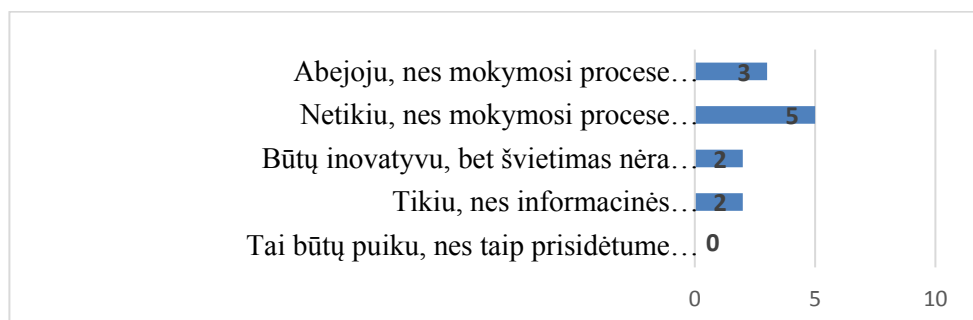 Abejoju, nes mokymosi procese… 3
Netikiu, nes mokymosi procese… 5
Būtų inovatyvu, bet švietimas nėra… 2
Tikiu, nes informacinės… 2
Tai būtų puiku, nes taip prisidėtume… 0
0 5 10